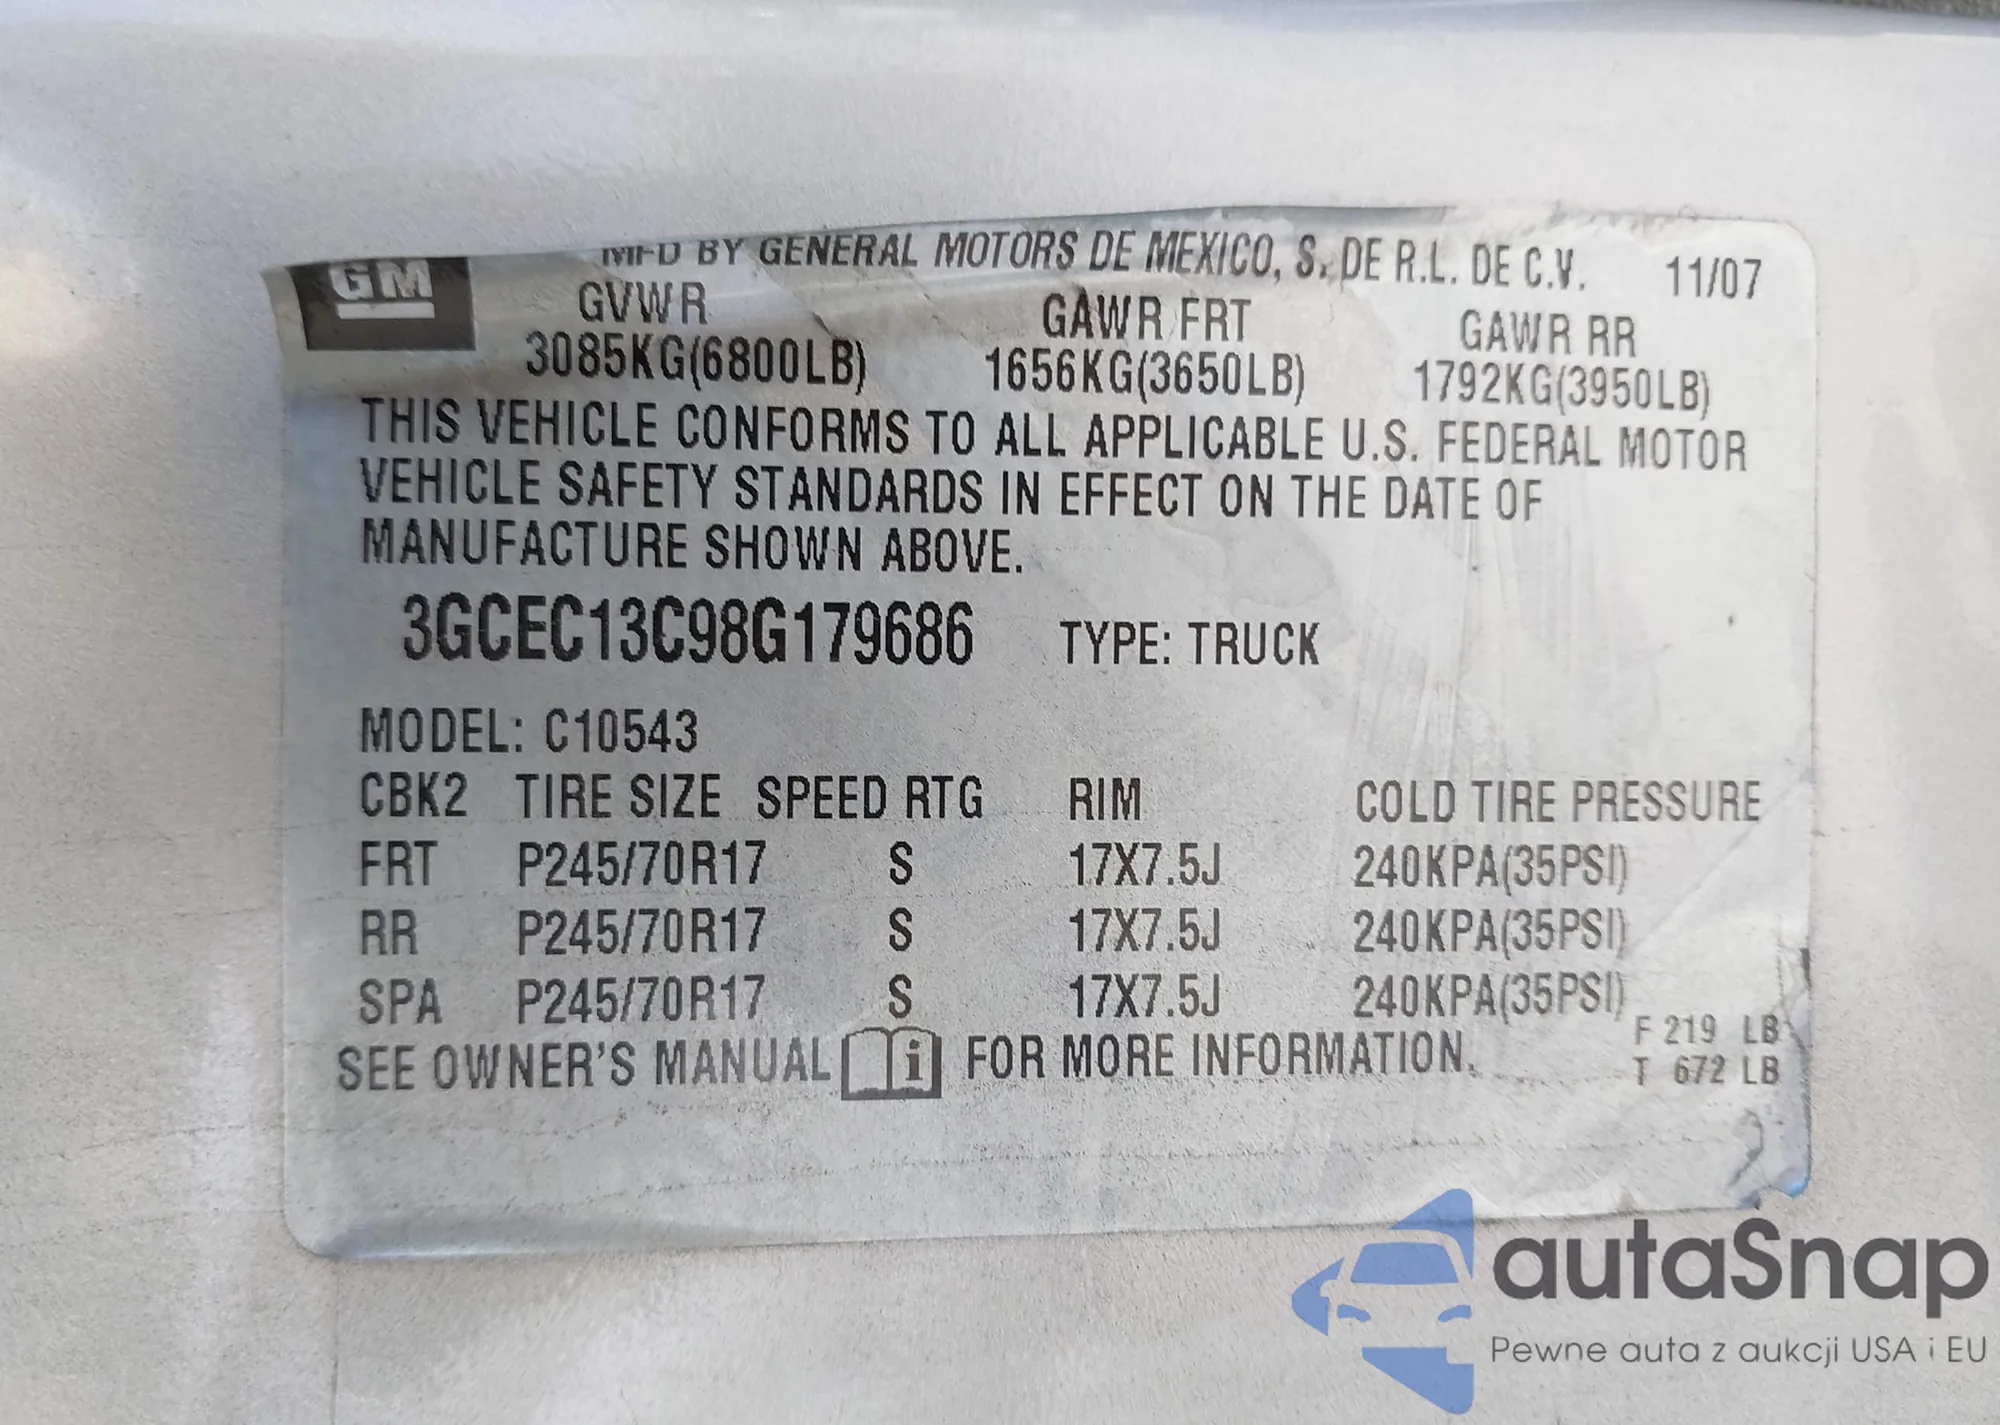 GM
MFD BY GENERAL MOTORS DE MEXICO, S. DE R.L. DE C.V. 11/07
GVWR GAWR FRT GAWR RR
3085KG(6800LB) 1656KG(3650LB) 1792KG(3950LB)
THIS VEHICLE CONFORMS TO ALL APPLICABLE U.S. FEDERAL MOTOR
VEHICLE SAFETY STANDARDS IN EFFECT ON THE DATE OF
MANUFACTURE SHOWN ABOVE.
3GCEC13C98G179686 TYPE: TRUCK
MODEL: C10543
CBK2 TIRE SIZE SPEED RTG RIM COLD TIRE PRESSURE
FRT P245/70R17 S 17X7.5J 240KPA(35PSI)
RR P245/70R17 S 17X7.5J 240KPA(35PSI)
SPA P245/70R17 S 17X7.5J 240KPA(35PSI)
SEE OWNER'S MANUAL i FOR MORE INFORMATION.
F 219 LB
T 672 LB
autaSnap
Pewne auta z aukcji USA i EU